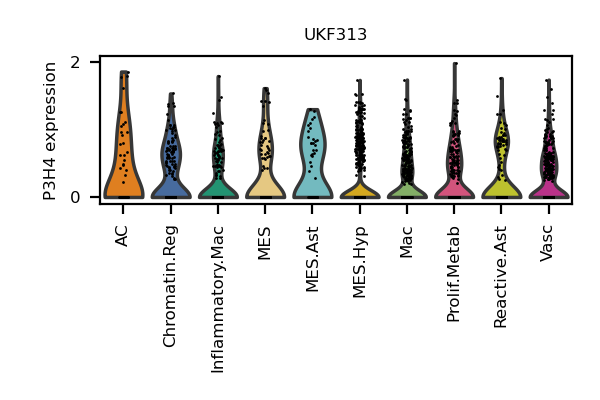 UKF313
P3H4 expression
2
0
AC
Chromatin.Reg
Inflammatory.Mac
MES
MES.Ast
MES.Hyp
Mac
Prolif.Metab
Reactive.Ast
Vasc